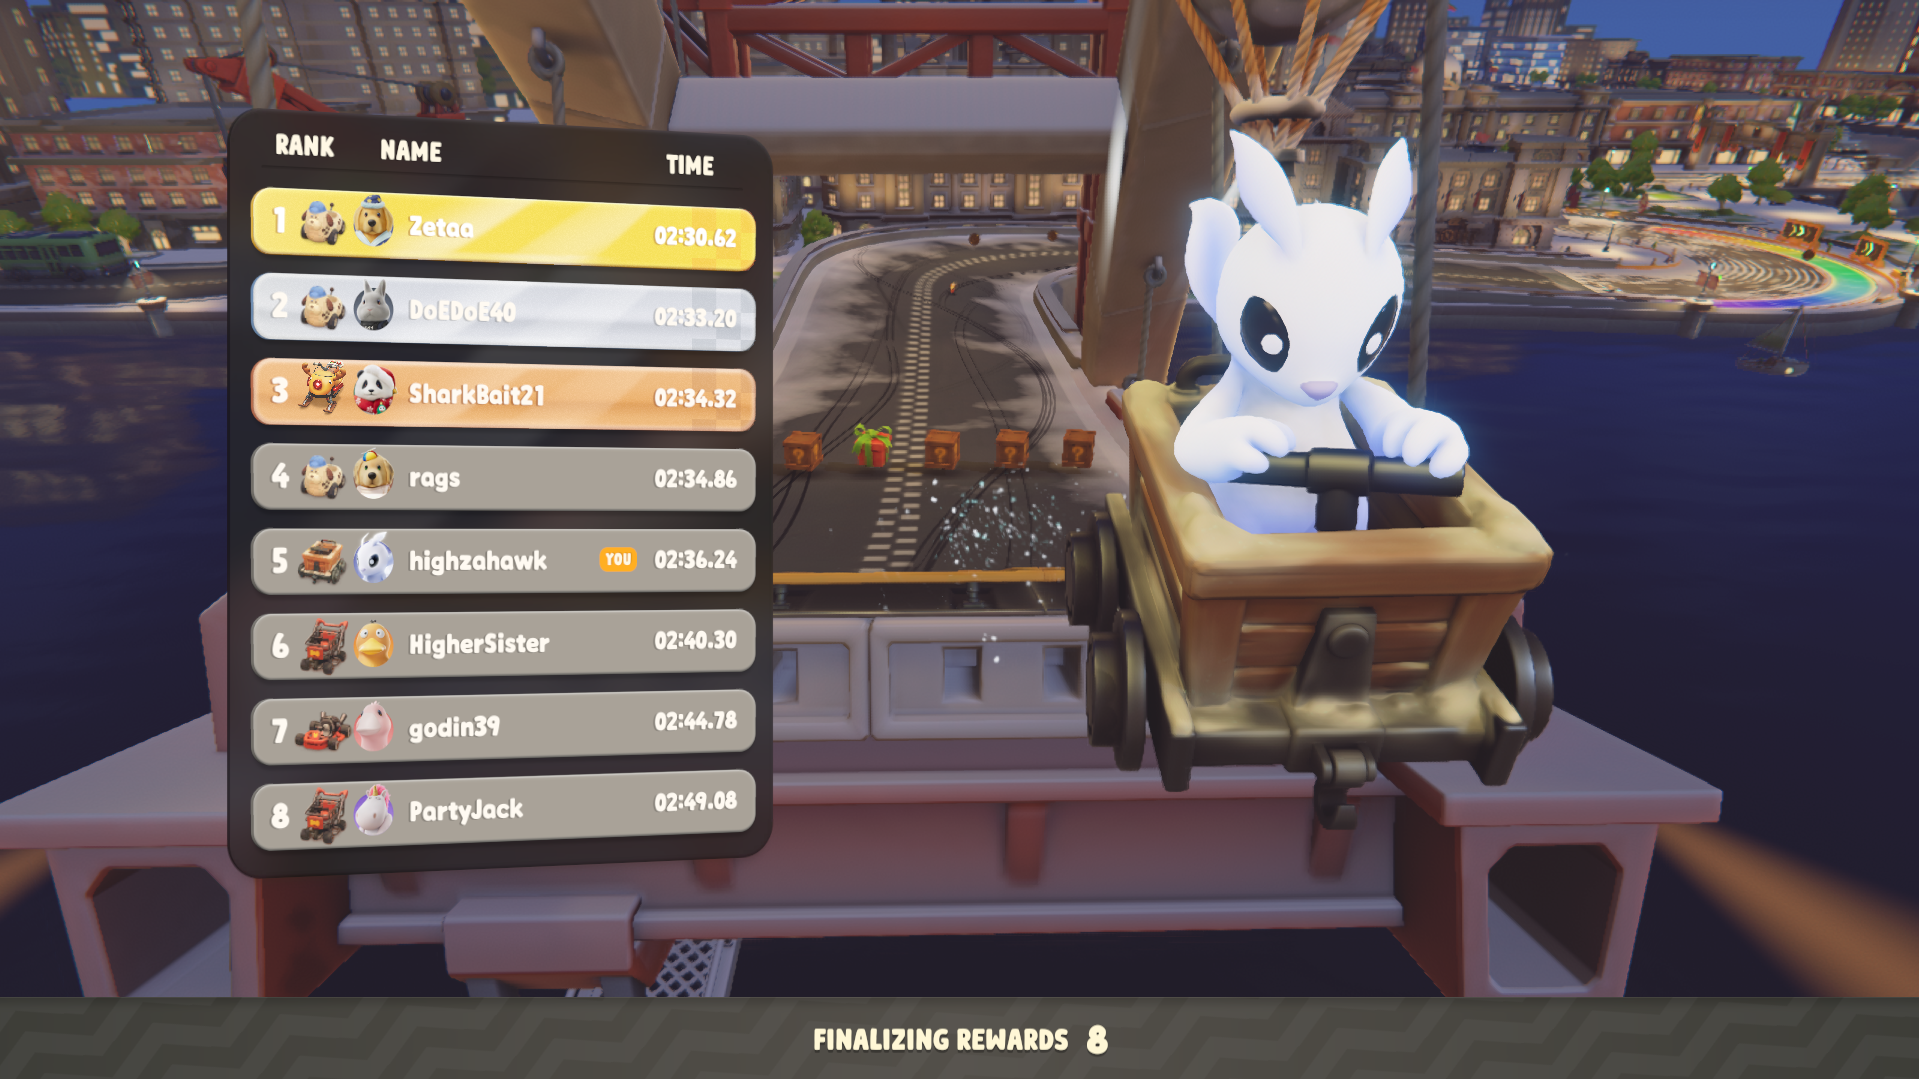 RANK NAME TIME
1 Zetaa 02:30.62
2 DoEDoE40 02:33.20
3 SharkBait21 02:34.32
4 rags 02:34.86
5 highzahawk YOU 02:36.24
6 HigherSister 02:40.30
7 godin39 02:44.78
8 PartyJack 02:49.08
? ? ? ?
FINALIZING REWARDS 8